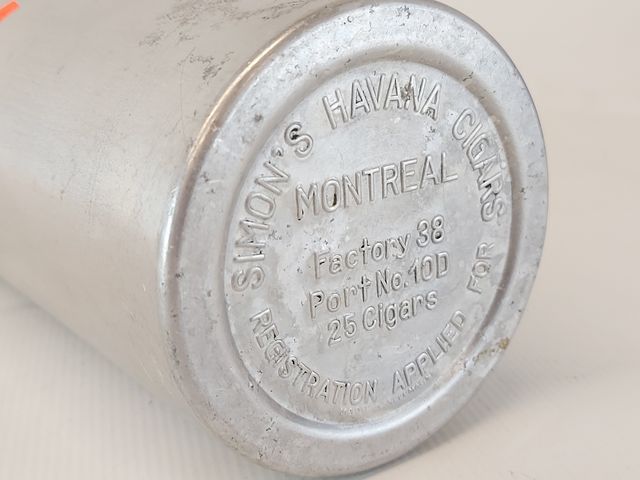 SIMON'S HAVANA CIGARS
MONTREAL
Factory 38
Port No. 10D
25 Cigars
REGISTRATION APPLIED FOR